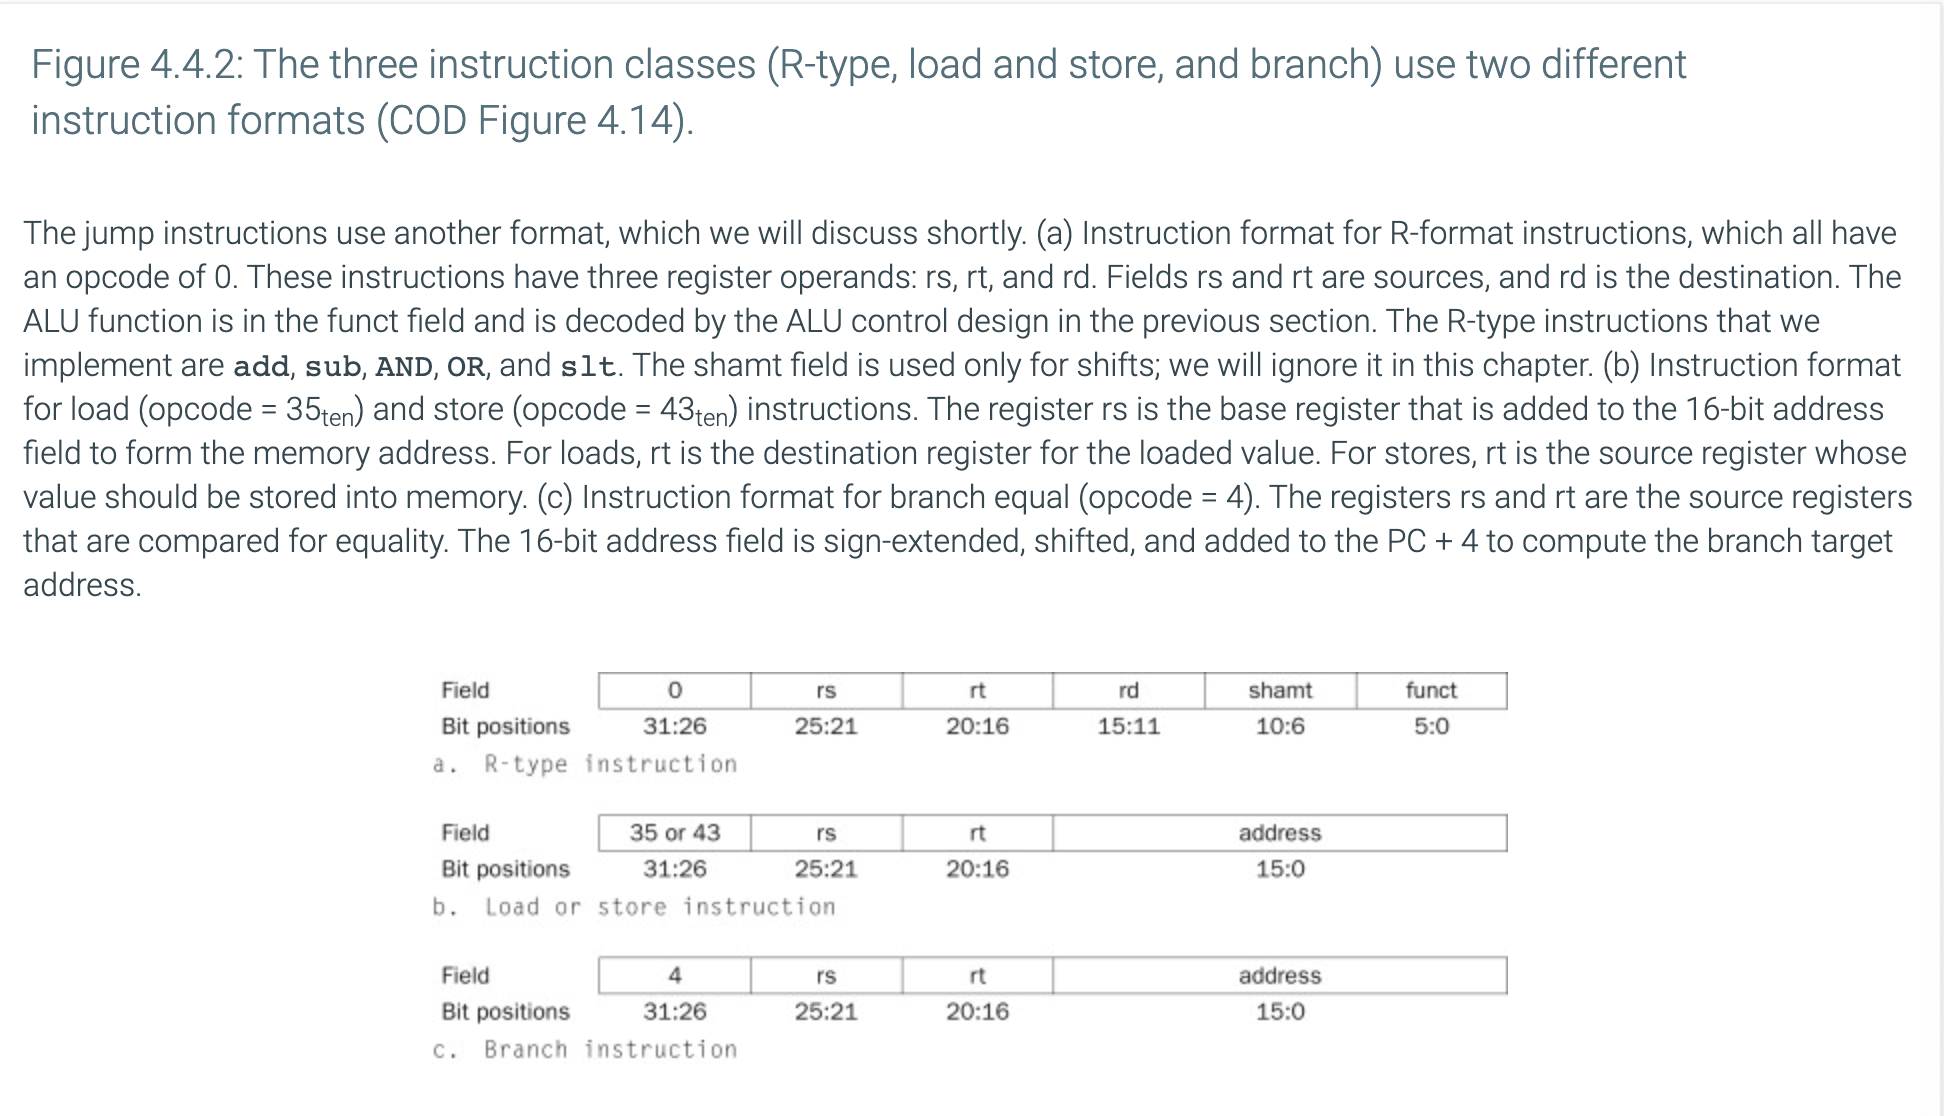 Figure 4.4.2: The three instruction classes (R-type, load and store, and branch) use two different
instruction formats (COD Figure 4.14).
The jump instructions use another format, which we will discuss shortly. (a) Instruction format for R-format instructions, which all have
an opcode of 0. These instructions have three register operands: rs, rt, and rd. Fields rs and rt are sources, and rd is the destination. The
ALU function is in the funct field and is decoded by the ALU control design in the previous section. The R-type instructions that we
implement are add, sub, AND, OR, and slt. The shamt field is used only for shifts; we will ignore it in this chapter. (b) Instruction format
for load (opcode = 35ten) and store (opcode = 43ten) instructions. The register rs is the base register that is added to the 16-bit address
field to form the memory address. For loads, rt is the destination register for the loaded value. For stores, rt is the source register whose
value should be stored into memory. (c) Instruction format for branch equal (opcode = 4). The registers rs and rt are the source registers
that are compared for equality. The 16-bit address field is sign-extended, shifted, and added to the PC + 4 to compute the branch target
address.
Field 0 rs rt rd shamt funct
Bit positions 31:26 25:21 20:16 15:11 10:6 5:0
a. R-type instruction
Field 35 or 43 rs rt address
Bit positions 31:26 25:21 20:16 15:0
b. Load or store instruction
Field 4 rs rt address
Bit positions 31:26 25:21 20:16 15:0
c. Branch instruction